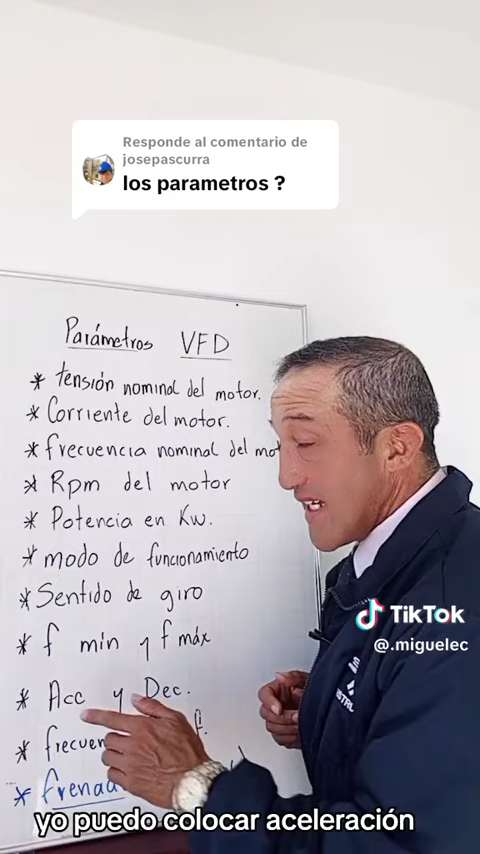 Responde al comentario de
josepascurra
los parametros ?
Parámetros VFD
* tensión nominal del motor.
* Corriente del motor.
* frecuencia nominal del mot
* Rpm del motor
* Potencia en Kw.
* modo de funcionamiento
* Sentido de giro
* f min y f máx
* Acc y Dec.
* frecuen
* frenad
TikTok
@.miguelec
yo puedo colocar aceleración